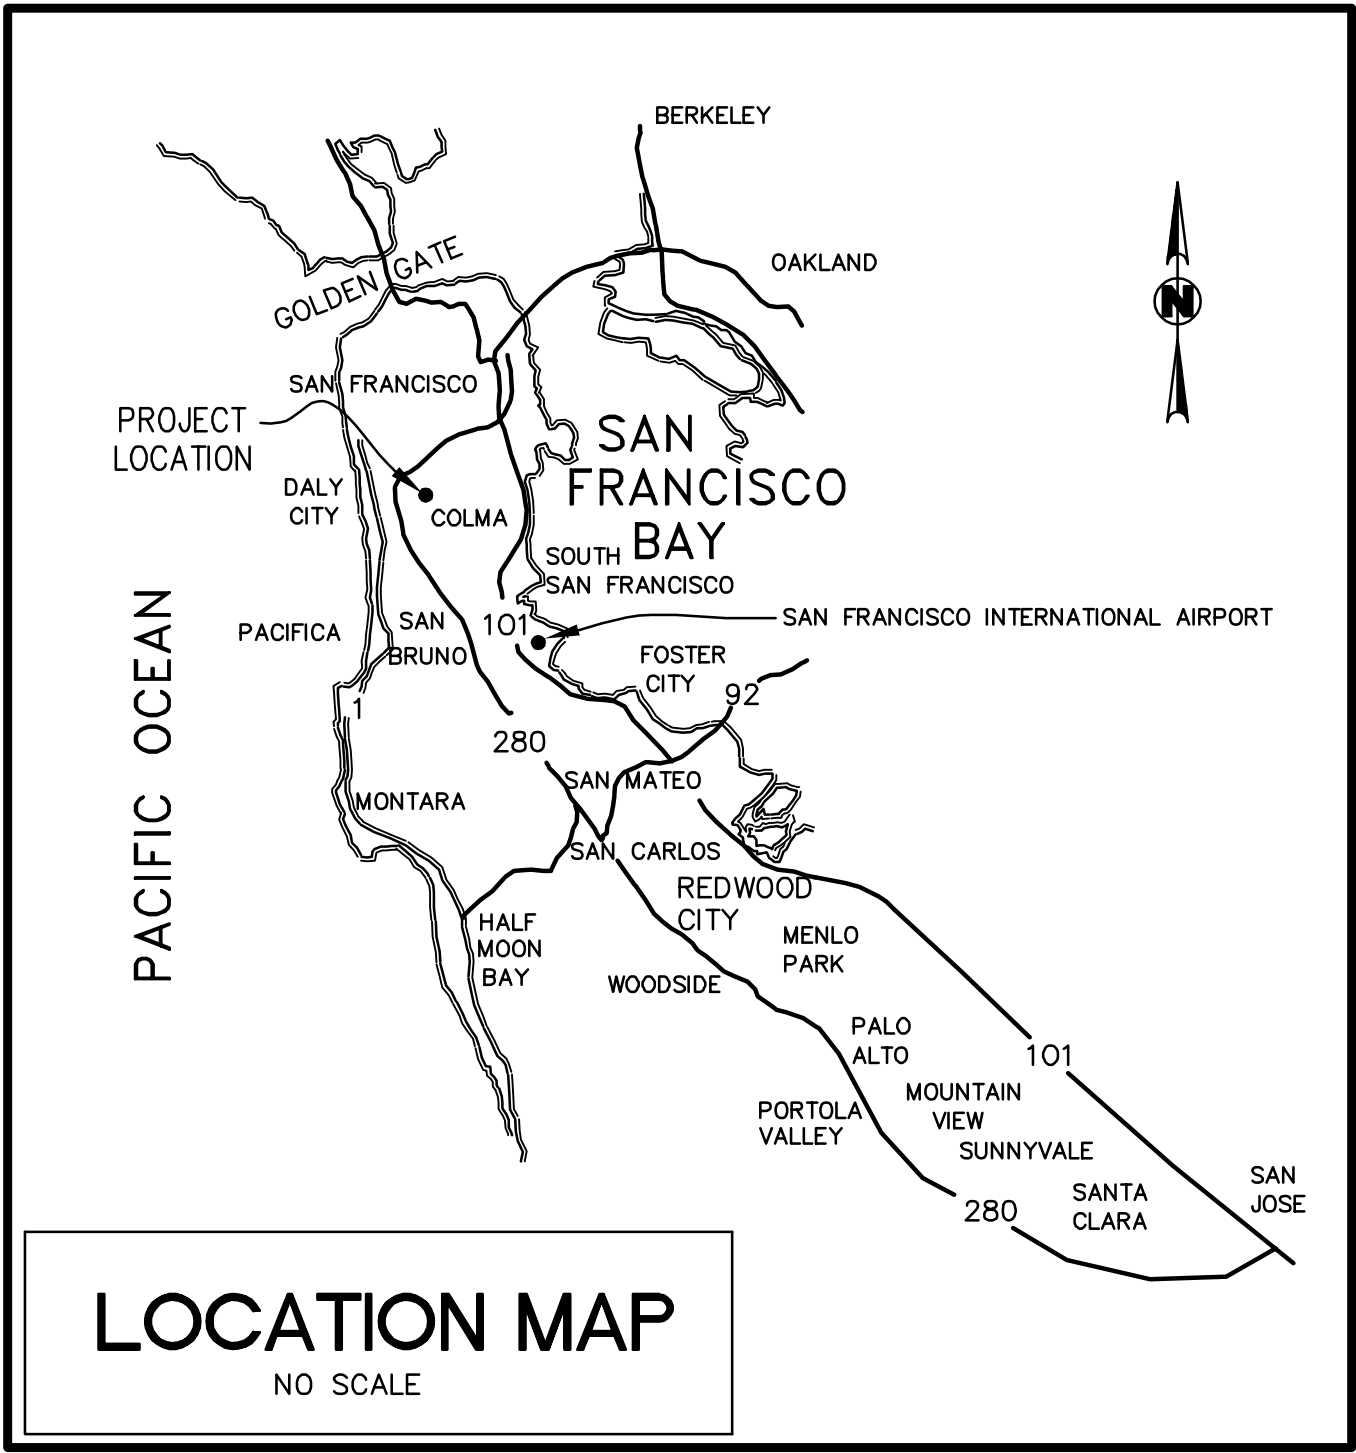 BERKELEY
OAKLAND
N
GOLDEN GATE
SAN FRANCISCO
PROJECT
LOCATION
SAN
FRANCISCO
BAY
DALY
CITY
COLMA
SOUTH
SAN FRANCISCO
PACIFIC OCEAN
PACIFICA
SAN
BRUNO
101
SAN FRANCISCO INTERNATIONAL AIRPORT
FOSTER
CITY
92
1
280
SAN MATEO
MONTARA
SAN CARLOS
REDWOOD
CITY
HALF
MOON
BAY
MENLO
PARK
WOODSIDE
PALO
ALTO
101
MOUNTAIN
VIEW
PORTOLA
VALLEY
SUNNYVALE
SAN
JOSE
SANTA
CLARA
280
LOCATION MAP
NO SCALE